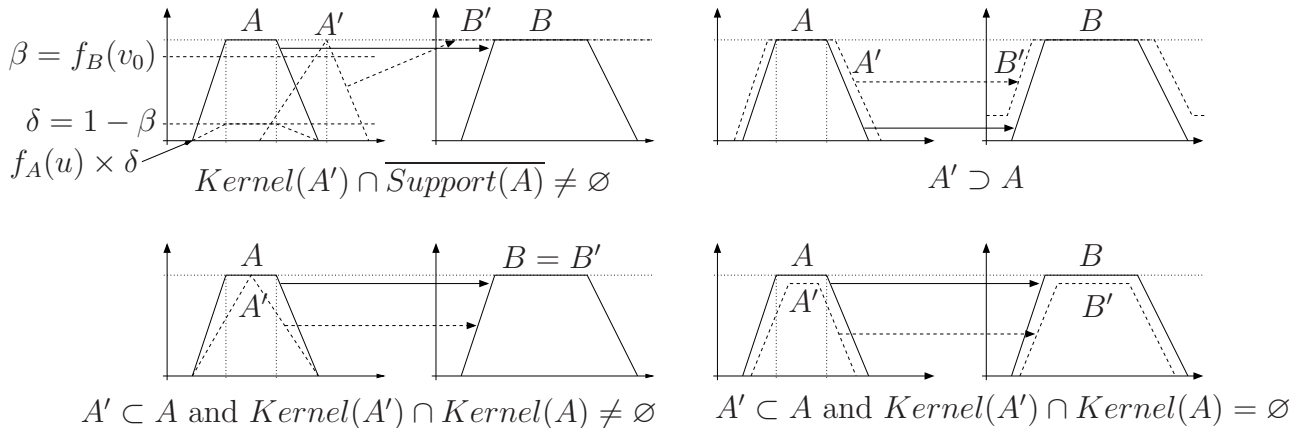 A A′ B′ B
β = f_B(v_0)
δ = 1 − β
f_A(u) × δ
Kernel(A′) ∩ \overline{Support(A)} ≠ ∅
A B
A′ B′
A′ ⊃ A
A B = B′
A′
A′ ⊂ A and Kernel(A′) ∩ Kernel(A) ≠ ∅
A B
A′ B′
A′ ⊂ A and Kernel(A′) ∩ Kernel(A) = ∅